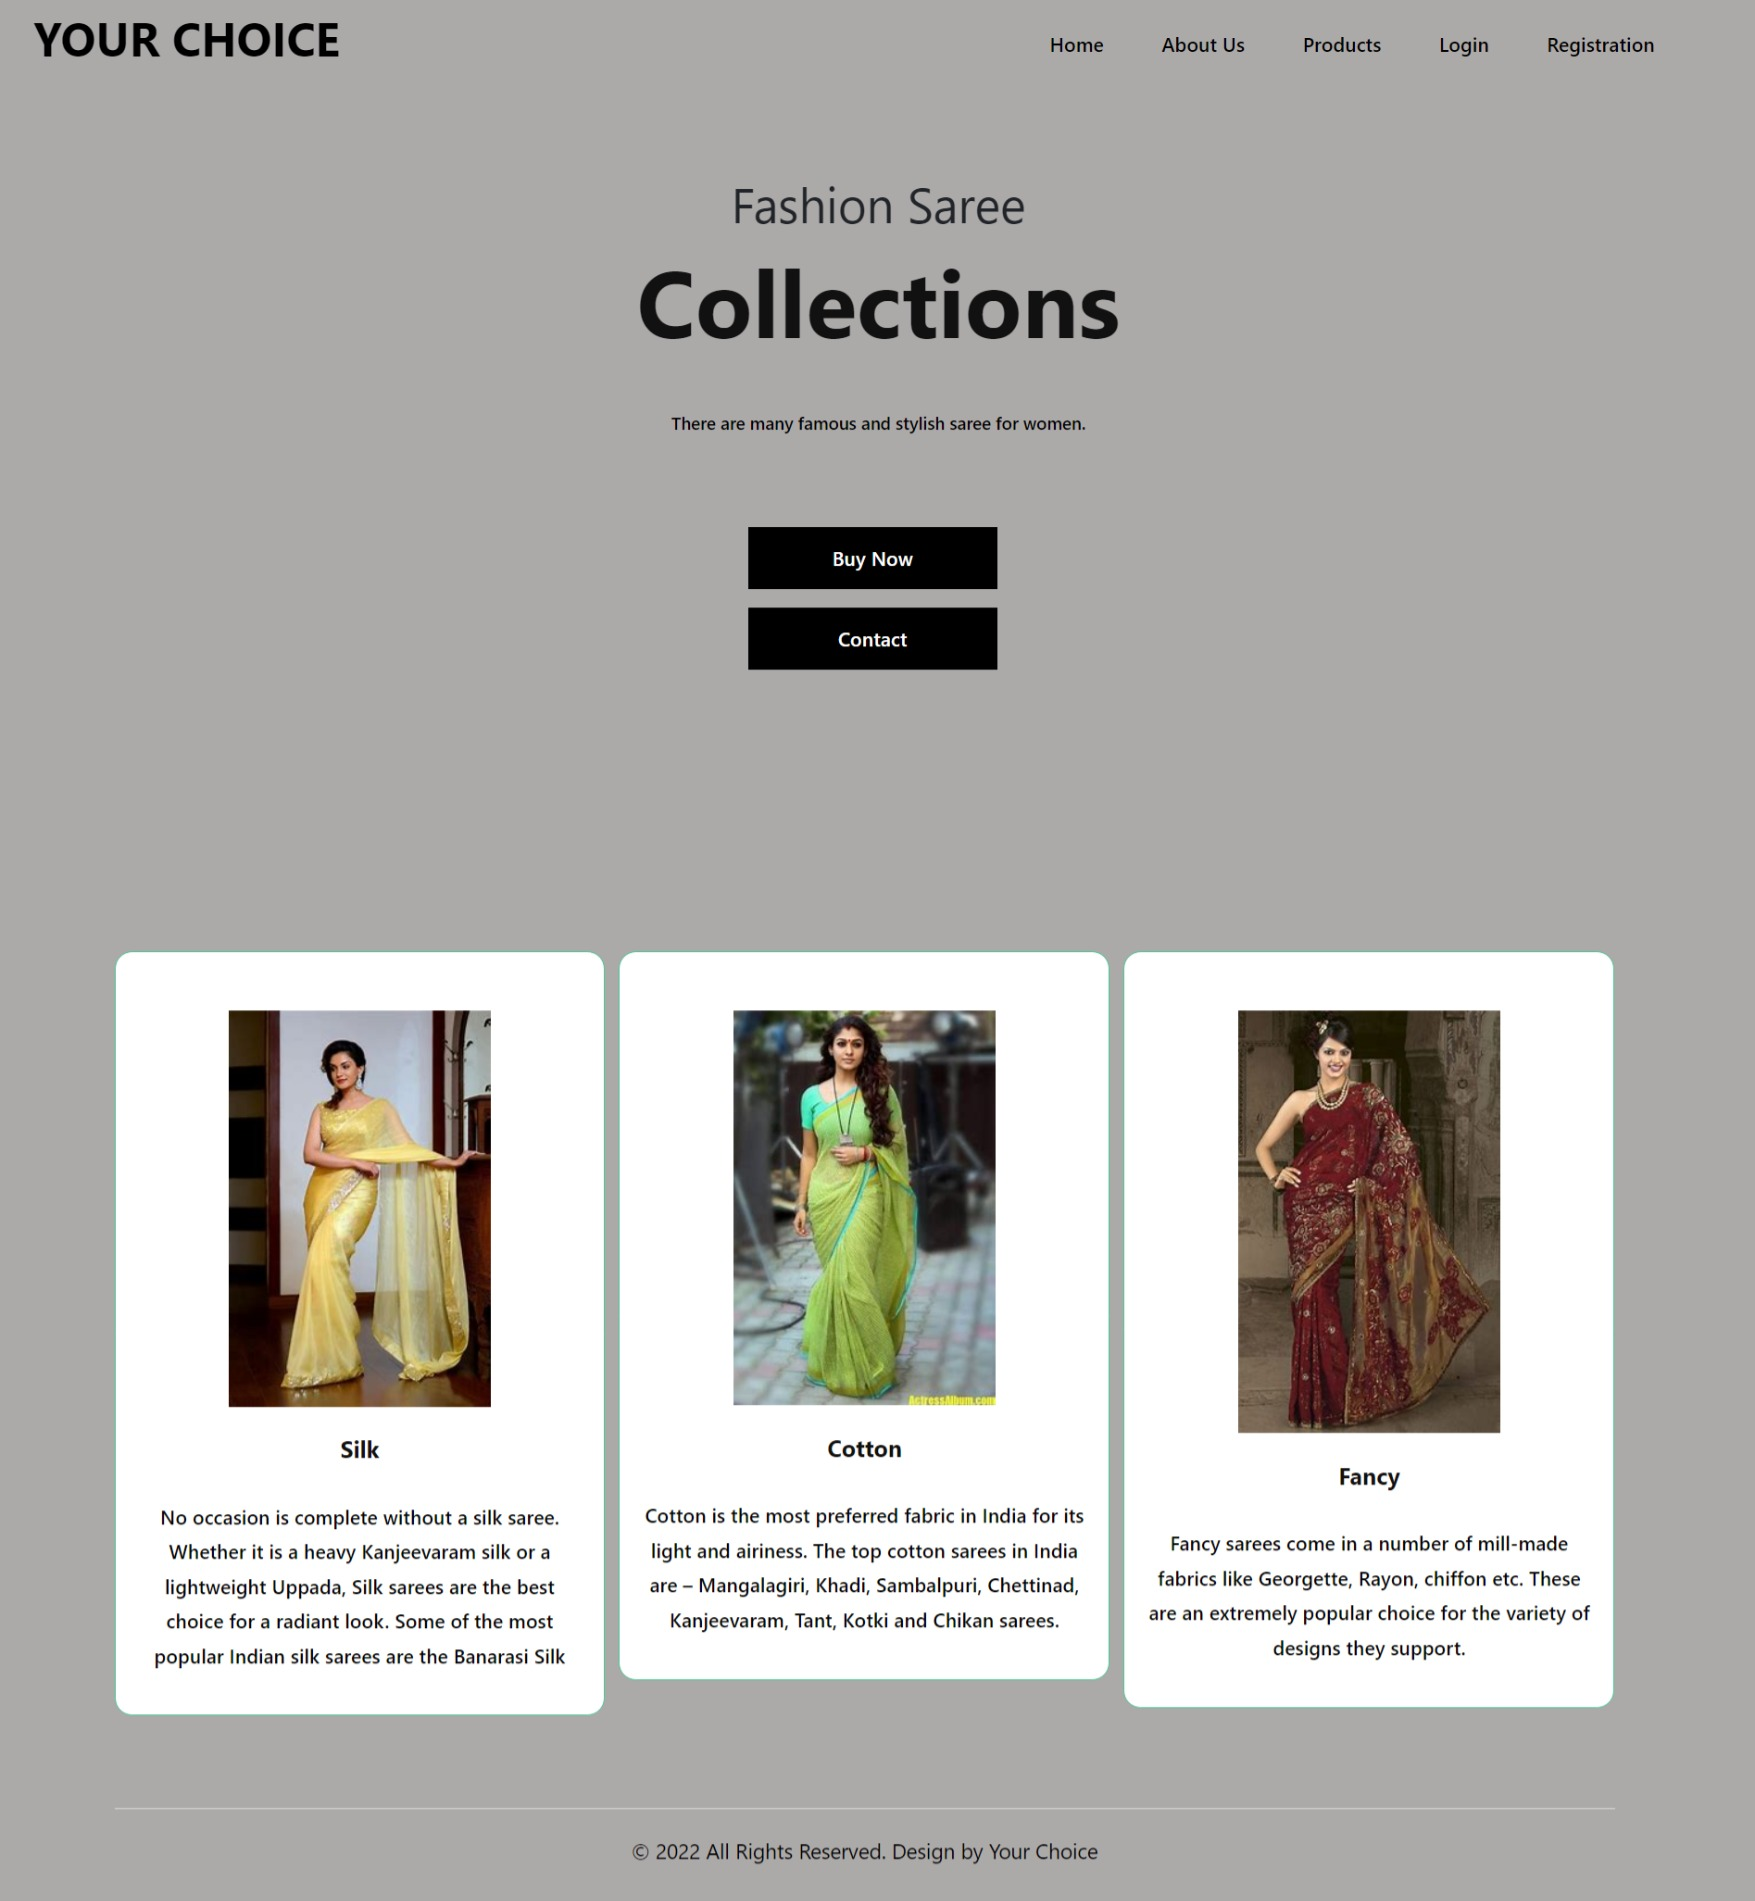 YOUR CHOICE
Home About Us Products Login Registration
Fashion Saree
Collections
There are many famous and stylish saree for women.
Buy Now
Contact
ActressAlbum.com
Silk
No occasion is complete without a silk saree.
Whether it is a heavy Kanjeevaram silk or a
lightweight Uppada, Silk sarees are the best
choice for a radiant look. Some of the most
popular Indian silk sarees are the Banarasi Silk
Cotton
Cotton is the most preferred fabric in India for its
light and airiness. The top cotton sarees in India
are – Mangalagiri, Khadi, Sambalpuri, Chettinad,
Kanjeevaram, Tant, Kotki and Chikan sarees.
Fancy
Fancy sarees come in a number of mill-made
fabrics like Georgette, Rayon, chiffon etc. These
are an extremely popular choice for the variety of
designs they support.
© 2022 All Rights Reserved. Design by Your Choice